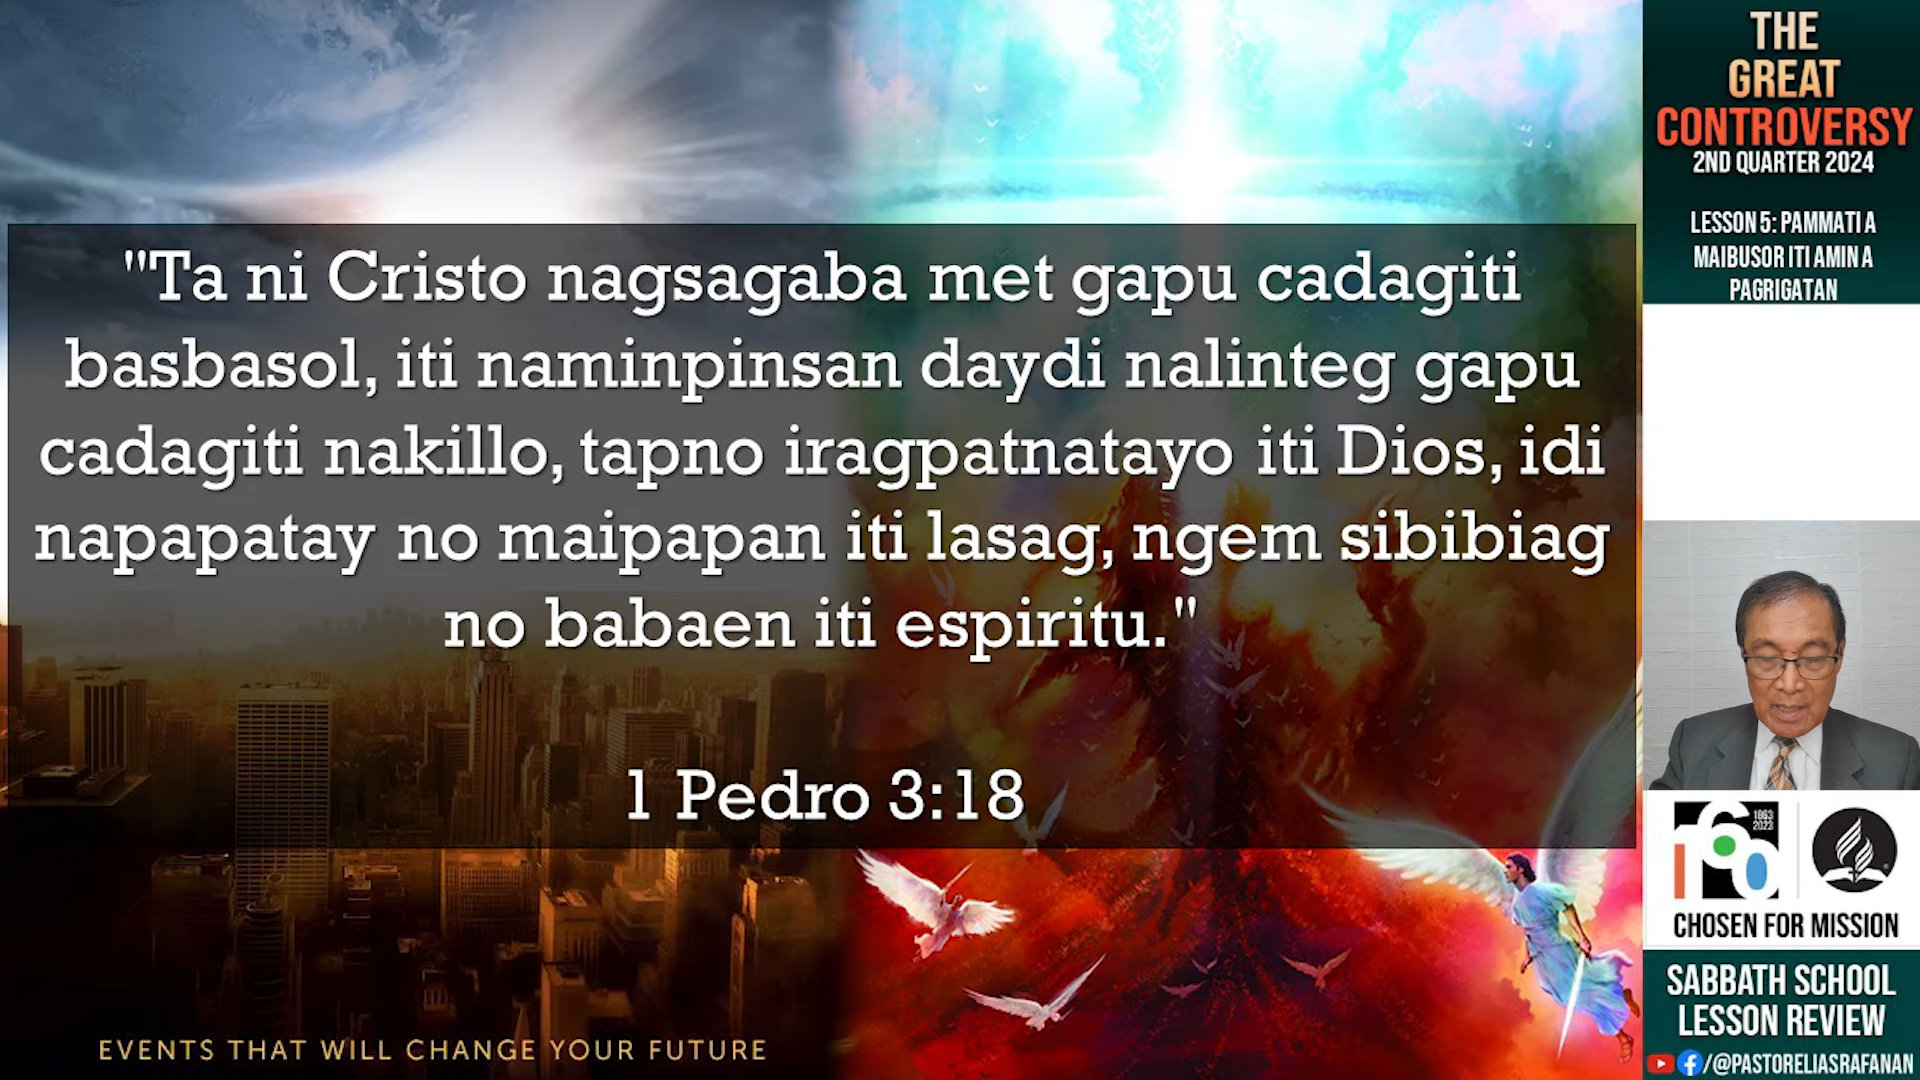 "Ta ni Cristo nagsagaba met gapu cadagiti
basbasol, iti naminpinsan daydi nalinteg gapu
cadagiti nakillo, tapno iragpatnatayo iti Dios, idi
napapatay no maipapan iti lasag, ngem sibibiag
no babaen iti espiritu."
1 Pedro 3:18
EVENTS THAT WILL CHANGE YOUR FUTURE
THE
GREAT
CONTROVERSY
2ND QUARTER 2024
LESSON 5: PAMMATI A
MAIBUSOR ITI AMIN A
PAGRIGATAN
160
1863
2023
CHOSEN FOR MISSION
SABBATH SCHOOL
LESSON REVIEW
/@PASTORELIASRAFANAN